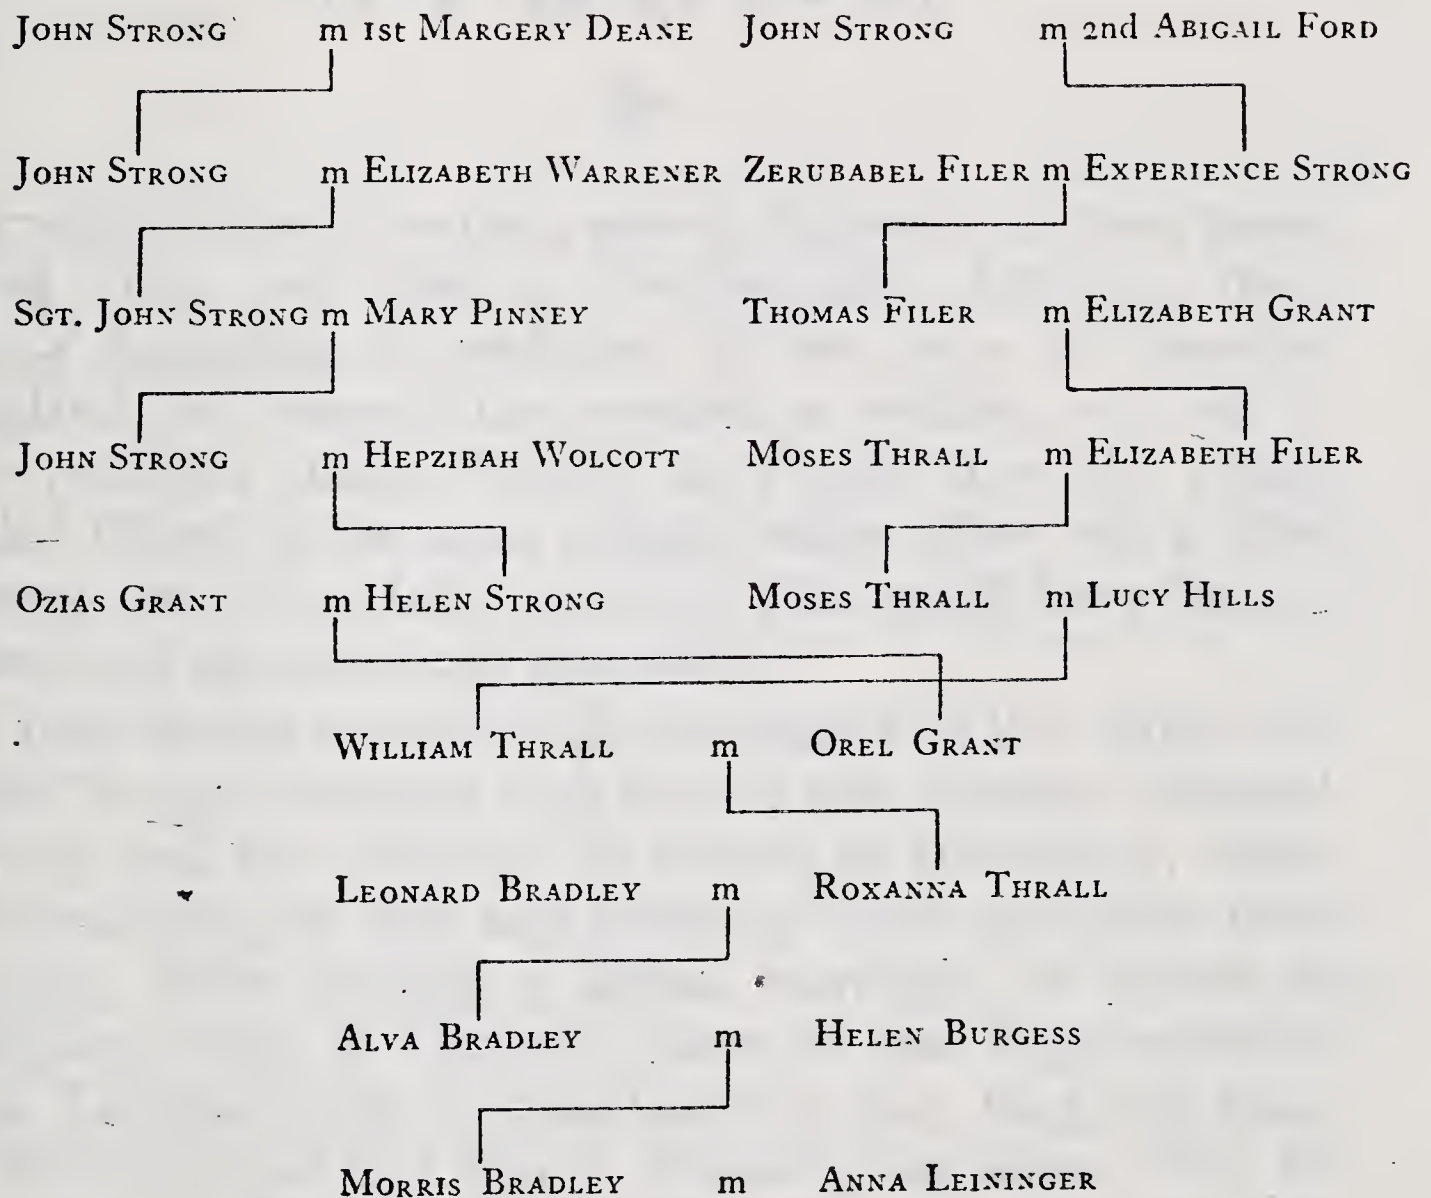 JOHN STRONG m 1st MARGERY DEANE JOHN STRONG m 2nd ABIGAIL FORD
JOHN STRONG m ELIZABETH WARRENER ZERUBABEL FILER m EXPERIENCE STRONG
SGT. JOHN STRONG m MARY PINNEY THOMAS FILER m ELIZABETH GRANT
JOHN STRONG m HEPZIBAH WOLCOTT MOSES THRALL m ELIZABETH FILER
OZIAS GRANT m HELEN STRONG MOSES THRALL m LUCY HILLS
WILLIAM THRALL m OREL GRANT
LEONARD BRADLEY m ROXANNA THRALL
ALVA BRADLEY m HELEN BURGESS
MORRIS BRADLEY m ANNA LEININGER